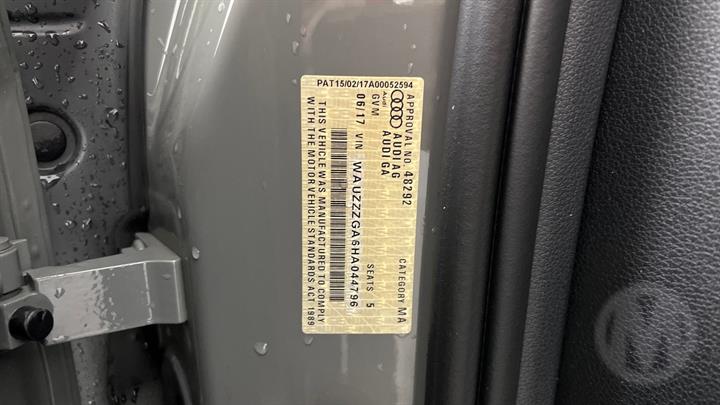 PAT15/02/17A00052594
APPROVAL NO. 48292 CATEGORY MA
Audi AUDI AG
AUDI GA
GVM SEATS 5
06/17 VIN WAUZZZGA6HA044796
THIS VEHICLE WAS MANUFACTURED TO COMPLY
WITH THE MOTOR VEHICLE STANDARDS ACT 1989
M